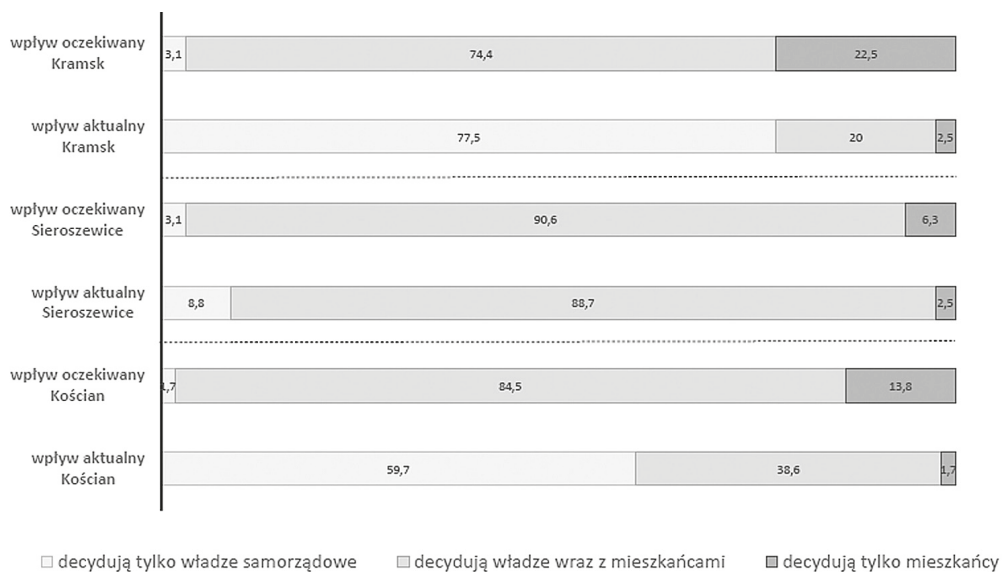 wpływ oczekiwany
Kramsk
3,1 74,4 22,5
wpływ aktualny
Kramsk
77,5 20 2,5
wpływ oczekiwany
Sieroszewice
3,1 90,6 6,3
wpływ aktualny
Sieroszewice
8,8 88,7 2,5
wpływ oczekiwany
Kościan
1,7 84,5 13,8
wpływ aktualny
Kościan
59,7 38,6 1,7
decydują tylko władze samorządowe decydują władze wraz z mieszkańcami decydują tylko mieszkańcy